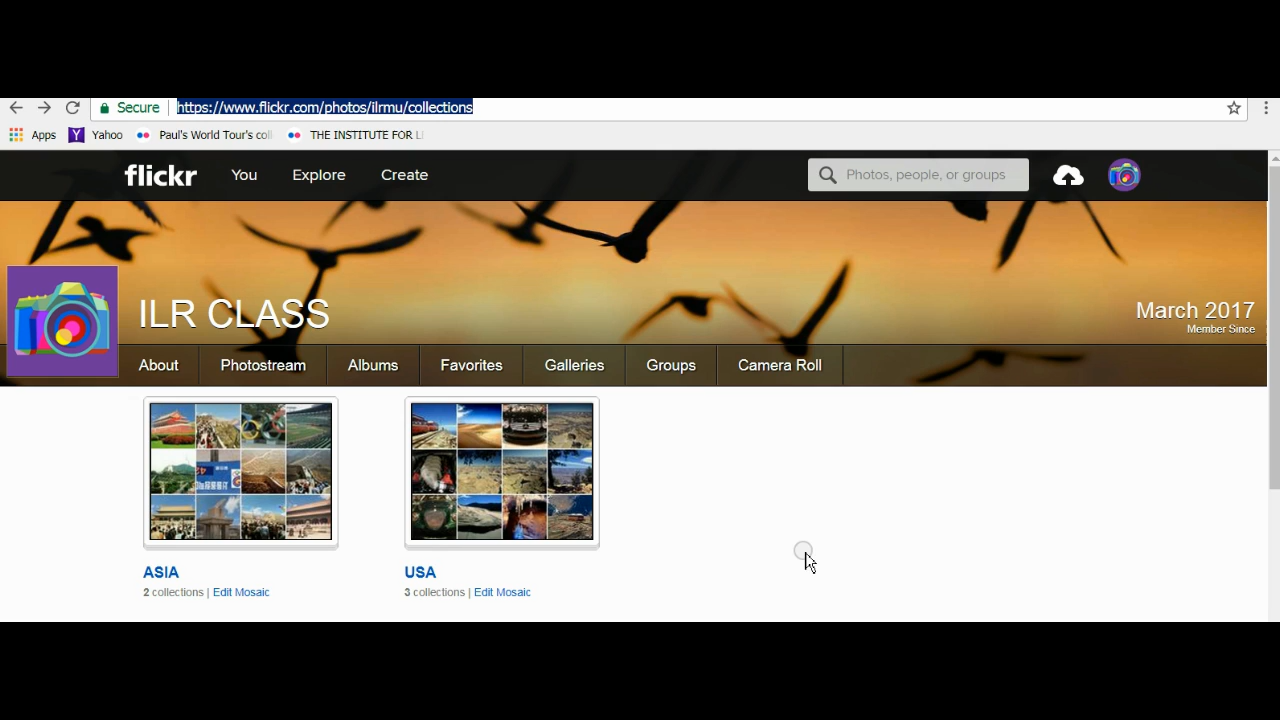 Secure https://www.flickr.com/photos/ilrmu/collections
Apps Yahoo Paul's World Tour's col THE INSTITUTE FOR LI
flickr You Explore Create Photos, people, or groups
ILR CLASS
March 2017
Member Since
About Photostream Albums Favorites Galleries Groups Camera Roll
ASIA USA
2 collections | Edit Mosaic 3 collections | Edit Mosaic